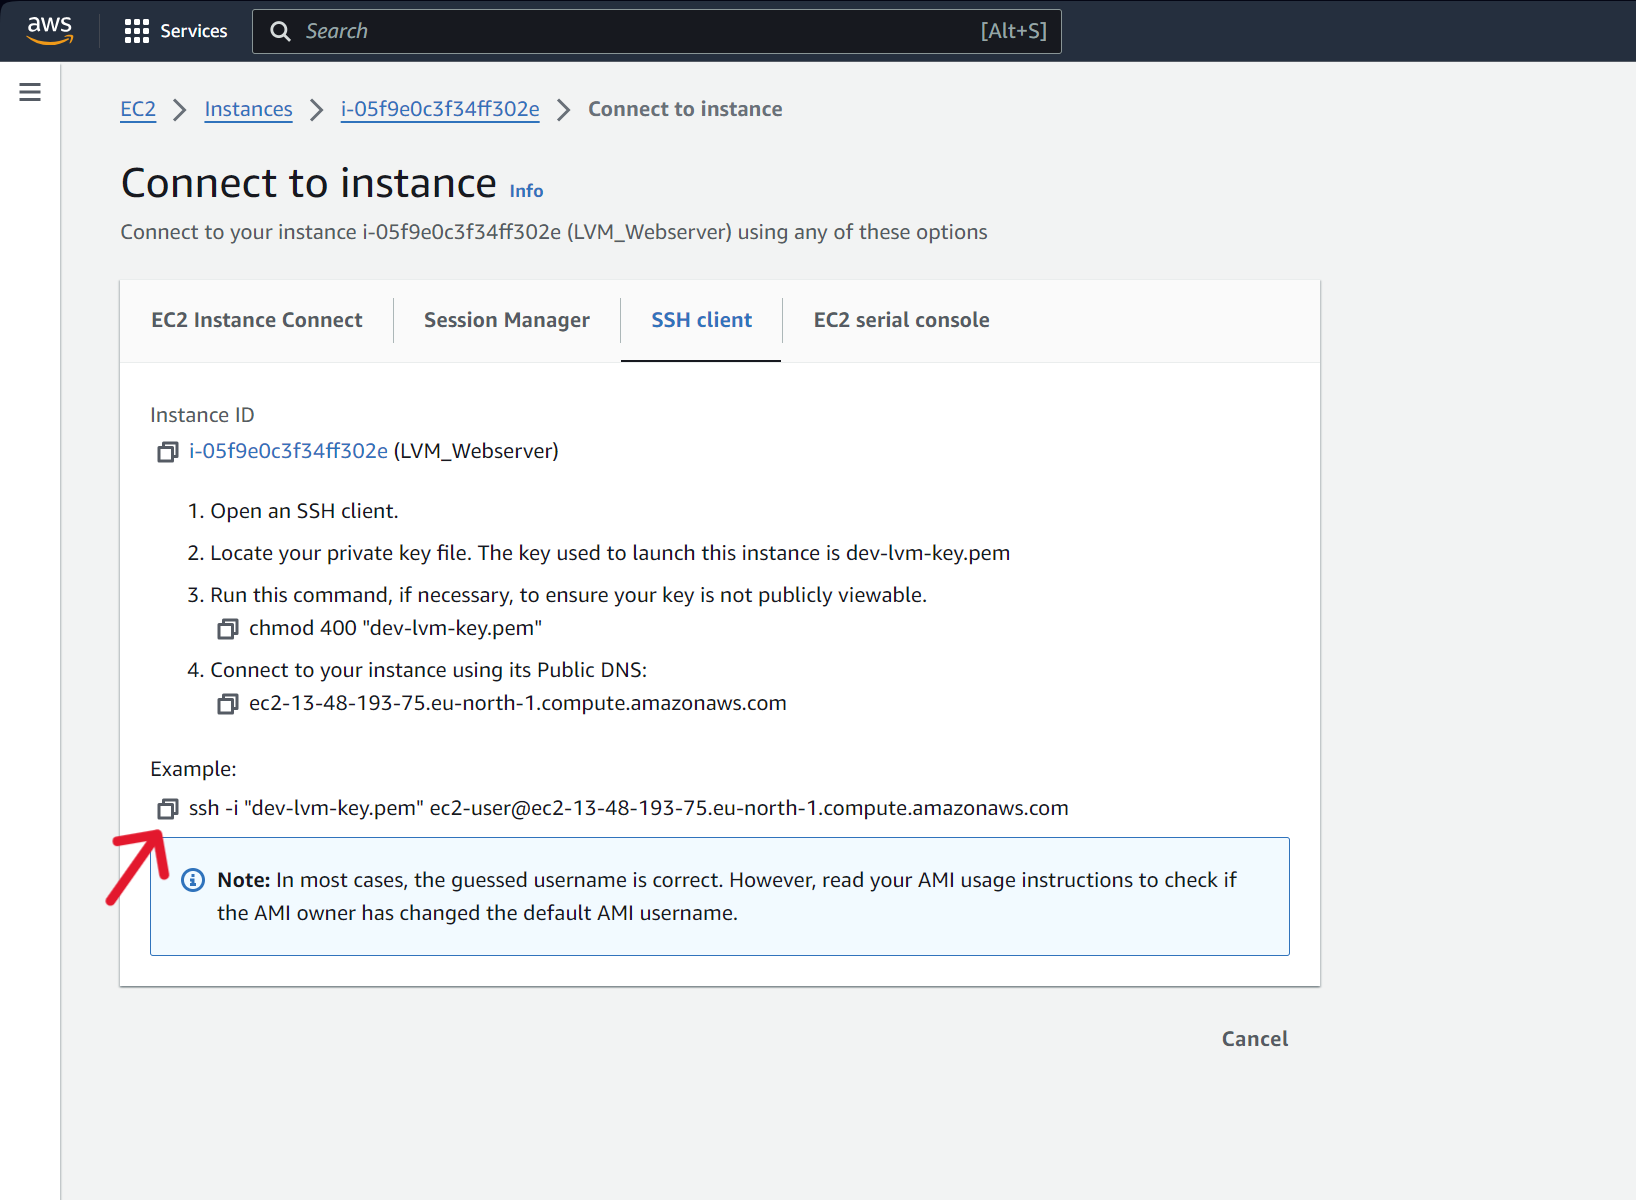 aws
Services
Search
[Alt+S]
EC2 > Instances > i-05f9e0c3f34ff302e > Connect to instance
Connect to instance Info
Connect to your instance i-05f9e0c3f34ff302e (LVM_Webserver) using any of these options
EC2 Instance Connect
Session Manager
SSH client
EC2 serial console
Instance ID
i-05f9e0c3f34ff302e (LVM_Webserver)
1. Open an SSH client.
2. Locate your private key file. The key used to launch this instance is dev-lvm-key.pem
3. Run this command, if necessary, to ensure your key is not publicly viewable.
chmod 400 "dev-lvm-key.pem"
4. Connect to your instance using its Public DNS:
ec2-13-48-193-75.eu-north-1.compute.amazonaws.com
Example:
ssh -i "dev-lvm-key.pem" ec2-user@ec2-13-48-193-75.eu-north-1.compute.amazonaws.com
Note: In most cases, the guessed username is correct. However, read your AMI usage instructions to check if
the AMI owner has changed the default AMI username.
Cancel